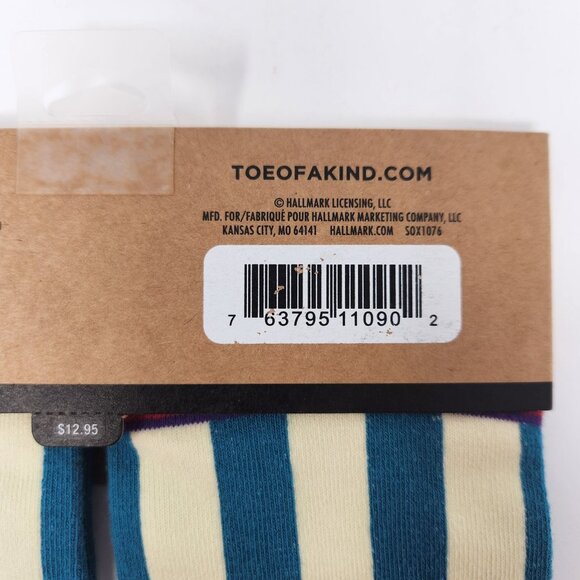 TOEOFAKIND.COM
© HALLMARK LICENSING, LLC
MFD. FOR/FABRIQUÉ POUR HALLMARK MARKETING COMPANY, LLC
KANSAS CITY, MO 64141 HALLMARK.COM SOX1076
7 63795 11090 2
$12.95